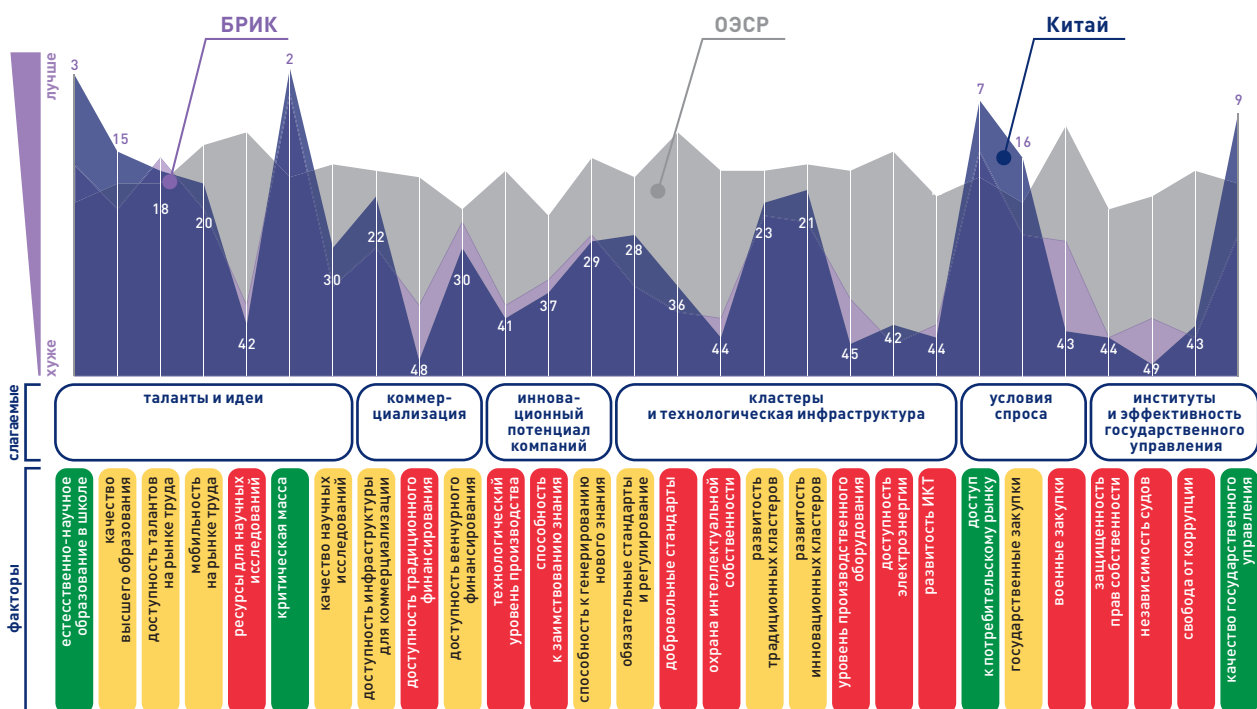 БРИК
ОЭСР
Китай
лучше
хуже
3
15
18
20
42
2
30
22
48
30
41
37
29
28
36
44
23
21
45
42
44
7
16
43
44
49
43
9
слагаемые
таланты и идеи
коммер-
циализация
иннова-
ционный
потенциал
компаний
кластеры
и технологическая инфраструктура
условия
спроса
институты
и эффективность
государственного
управления
факторы
естесственно-научное
образование в школе
качество
высшего образования
доступность талантов
на рынке труда
мобильность
на рынке труда
ресурсы для научных
исследований
критическая масса
качество научных
исследований
доступность инфраструктуры
для коммерциализации
доступность традиционного
финансирования
доступность венчурного
финансирования
технологический
уровень производства
способность
к заимствованию знания
способность к генерированию
нового знания
обязательные стандарты
и регулирование
добровольные стандарты
охрана интеллектуальной
собственности
развитость
традиционных кластеров
развитость
инновационных кластеров
уровень производственного
оборудования
доступность
электроэнергии
развитость ИКТ
доступ
к потребительскому рынку
государственные закупки
военные закупки
защищенность
прав собственности
независимость судов
свобода от коррупции
качество государственного
управления